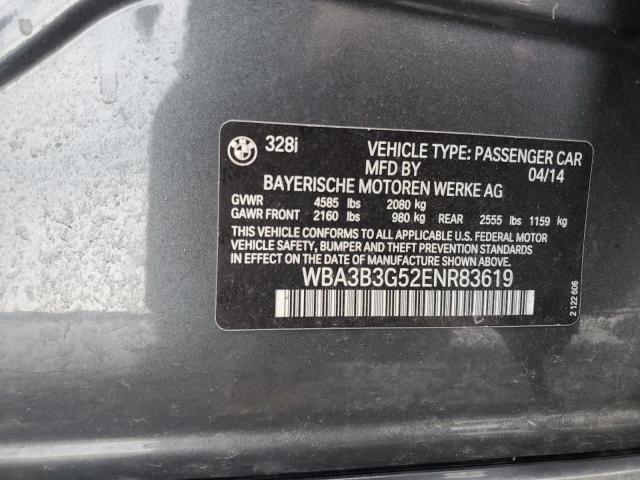 BMW 328i VEHICLE TYPE: PASSENGER CAR
MFD BY 04/14
BAYERISCHE MOTOREN WERKE AG
GVWR 4585 lbs 2080 kg
GAWR FRONT 2160 lbs 980 kg REAR 2555 lbs 1159 kg
THIS VEHICLE CONFORMS TO ALL APPLICABLE U.S. FEDERAL MOTOR
VEHICLE SAFETY, BUMPER AND THEFT PREVENTION STANDARDS
IN EFFECT ON THE DATE OF MANUFACTURE SHOWN ABOVE.
WBA3B3G52ENR83619
2 122 606